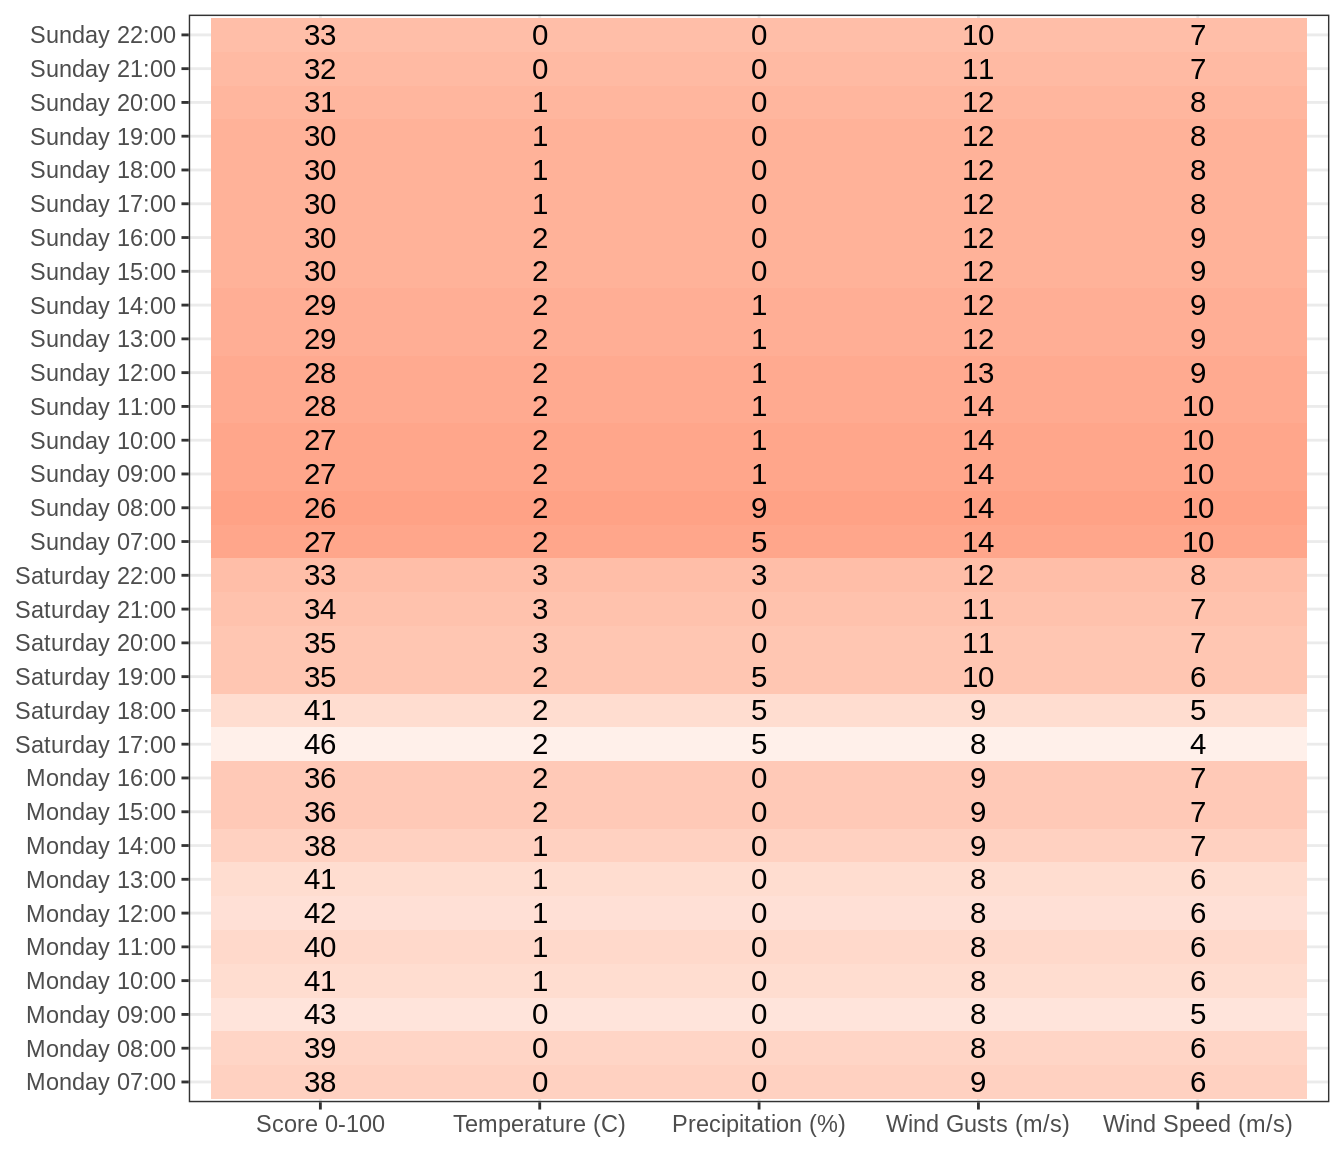 Sunday 22:00 33 0 0 10 7
Sunday 21:00 32 0 0 11 7
Sunday 20:00 31 1 0 12 8
Sunday 19:00 30 1 0 12 8
Sunday 18:00 30 1 0 12 8
Sunday 17:00 30 1 0 12 8
Sunday 16:00 30 2 0 12 9
Sunday 15:00 30 2 0 12 9
Sunday 14:00 29 2 1 12 9
Sunday 13:00 29 2 1 12 9
Sunday 12:00 28 2 1 13 9
Sunday 11:00 28 2 1 14 10
Sunday 10:00 27 2 1 14 10
Sunday 09:00 27 2 1 14 10
Sunday 08:00 26 2 9 14 10
Sunday 07:00 27 2 5 14 10
Saturday 22:00 33 3 3 12 8
Saturday 21:00 34 3 0 11 7
Saturday 20:00 35 3 0 11 7
Saturday 19:00 35 2 5 10 6
Saturday 18:00 41 2 5 9 5
Saturday 17:00 46 2 5 8 4
Monday 16:00 36 2 0 9 7
Monday 15:00 36 2 0 9 7
Monday 14:00 38 1 0 9 7
Monday 13:00 41 1 0 8 6
Monday 12:00 42 1 0 8 6
Monday 11:00 40 1 0 8 6
Monday 10:00 41 1 0 8 6
Monday 09:00 43 0 0 8 5
Monday 08:00 39 0 0 8 6
Monday 07:00 38 0 0 9 6
Score 0-100 Temperature (C) Precipitation (%) Wind Gusts (m/s) Wind Speed (m/s)